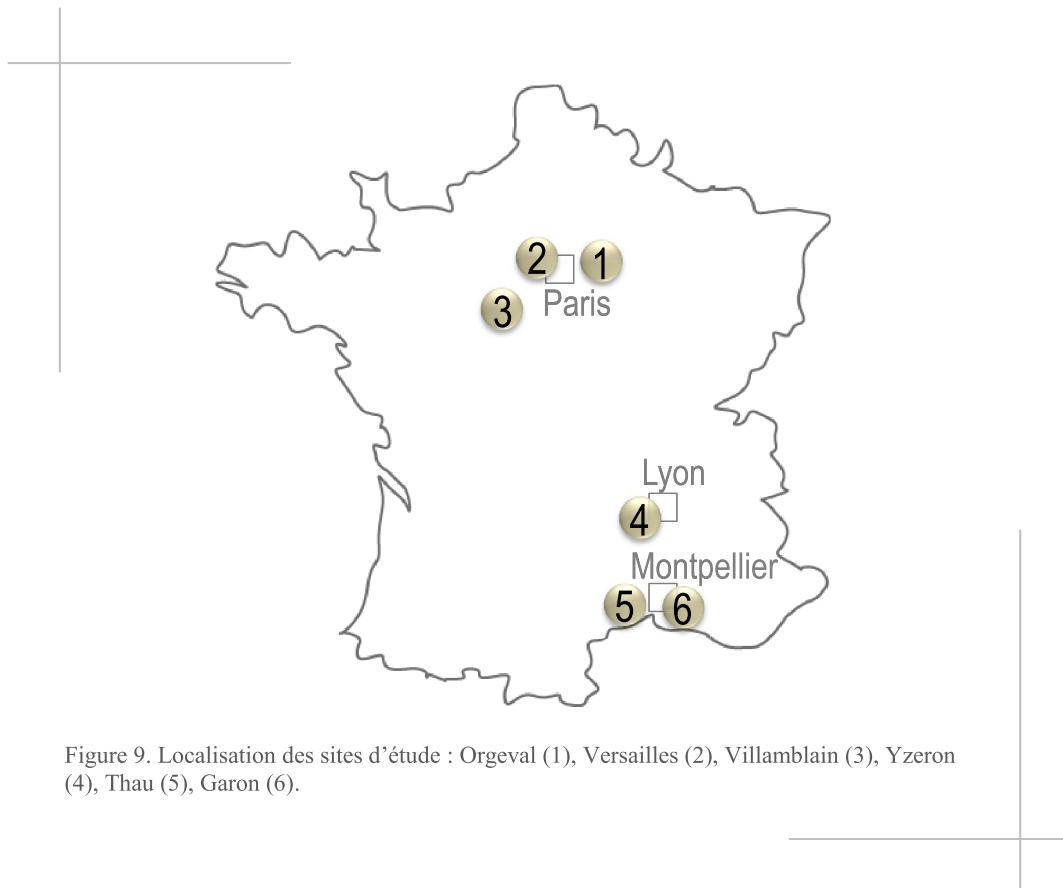 2
1
3
Paris
Lyon
4
Montpellier
5
6
Figure 9. Localisation des sites d’étude : Orgeval (1), Versailles (2), Villamblain (3), Yzeron
(4), Thau (5), Garon (6).